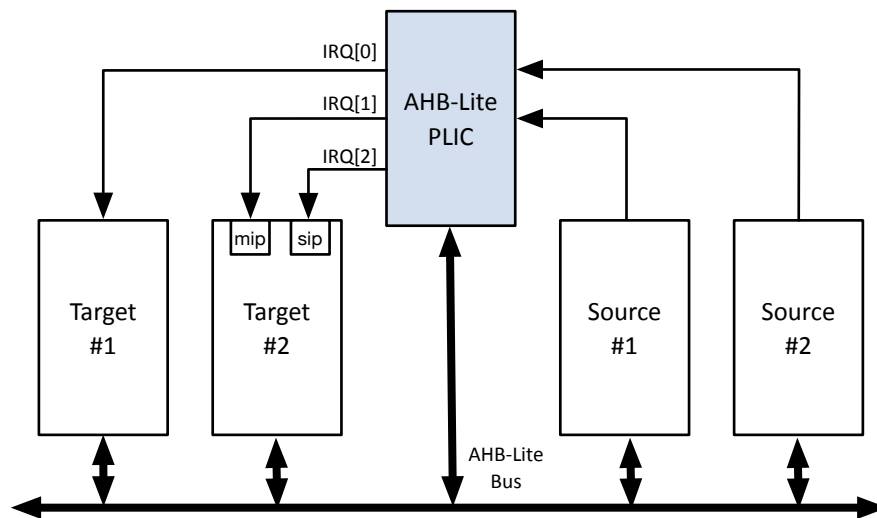 IRQ[0]
IRQ[1]
IRQ[2]
AHB-Lite
PLIC
mip
sip
Target
#1
Target
#2
Source
#1
Source
#2
AHB-Lite
Bus